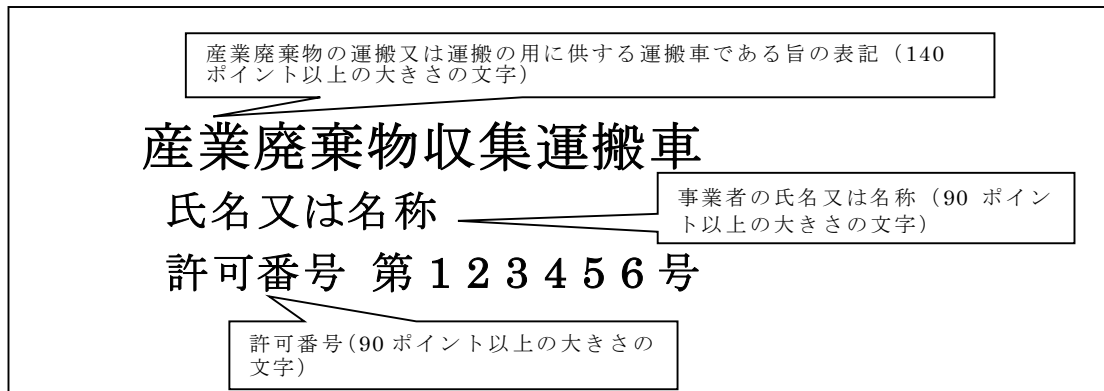 産業廃棄物の運搬又は運搬の用に供する運搬車である旨の表記（140
ポイント以上の大きさの文字）
産業廃棄物収集運搬車
氏名又は名称
事業者の氏名又は名称（90 ポイン
ト以上の大きさの文字）
許可番号 第１２３４５６号
許可番号（90 ポイント以上の大きさの
文字）